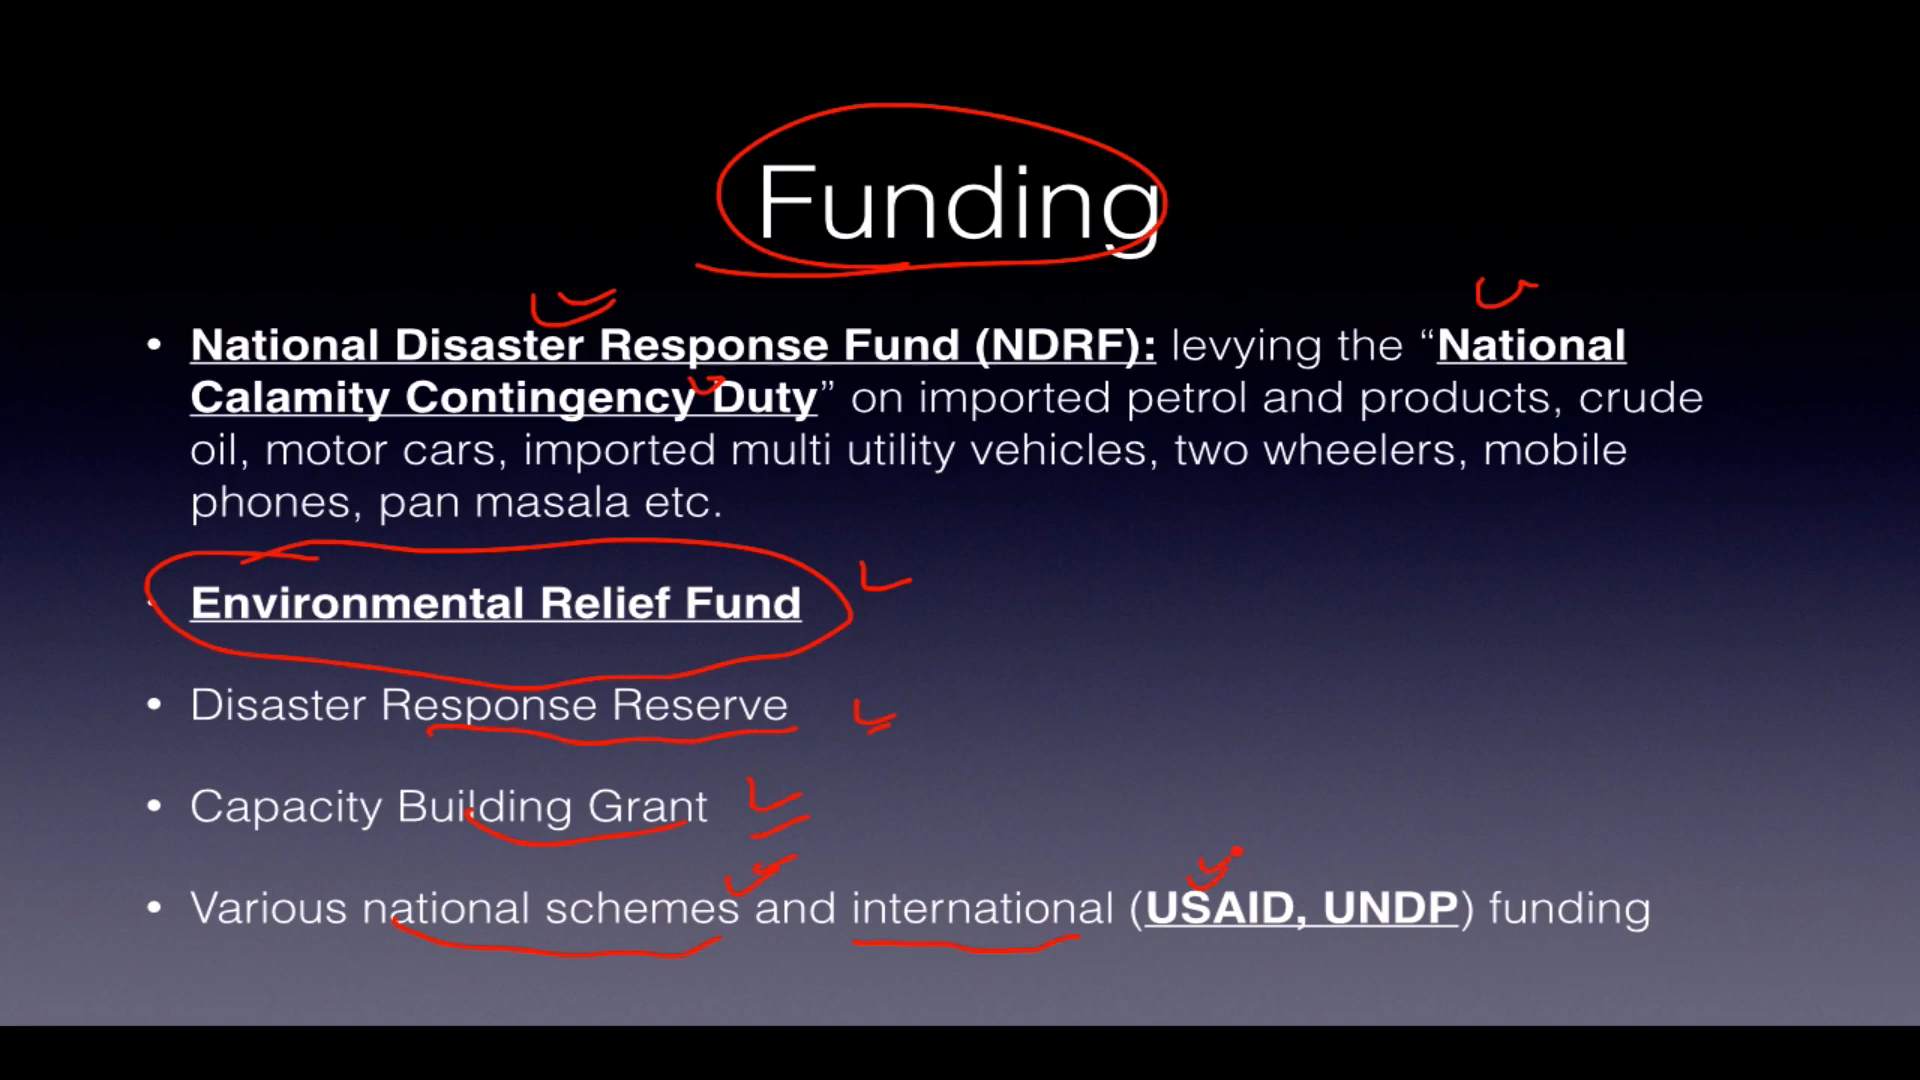 Funding
• National Disaster Response Fund (NDRF): levying the “National
Calamity Contingency Duty” on imported petrol and products, crude
oil, motor cars, imported multi utility vehicles, two wheelers, mobile
phones, pan masala etc.
• Environmental Relief Fund
• Disaster Response Reserve
• Capacity Building Grant
• Various national schemes and international (USAID, UNDP) funding